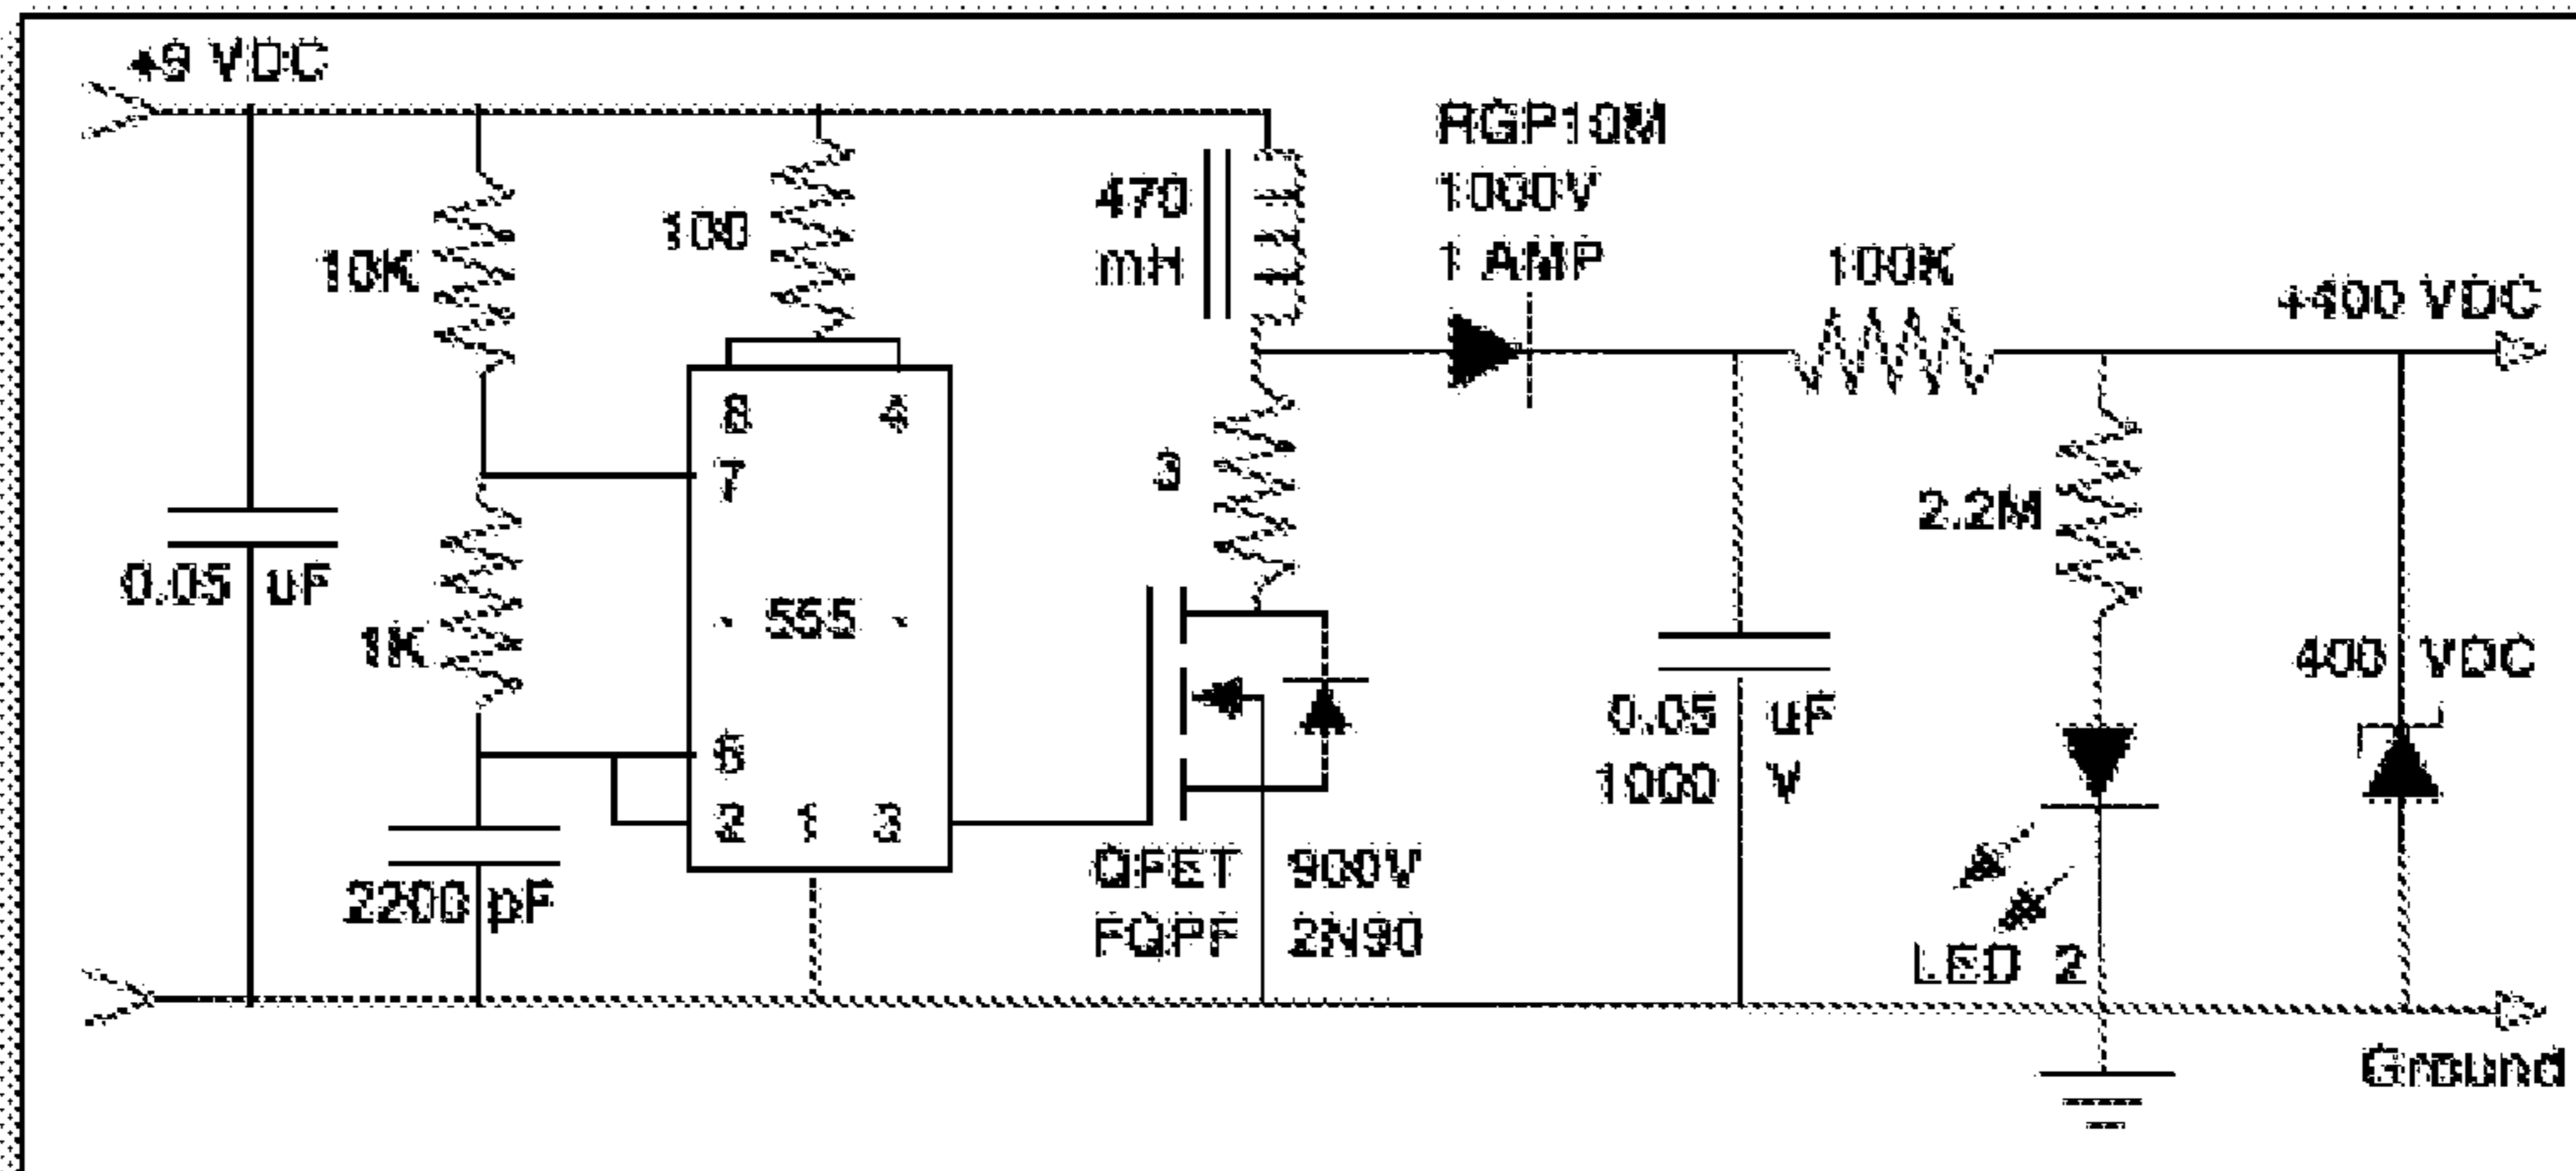 +9 VDC
10K
100
470
mH
RGP10M
1000V
1 AMP
100K
+400 VDC
8
4
7
3
2.2M
0.05 uF
1K
555
400 VDC
0.05 uF
1000 V
2 1 3
2200 pF
QFET 900V
FQPF 2N90
LED 2
Ground